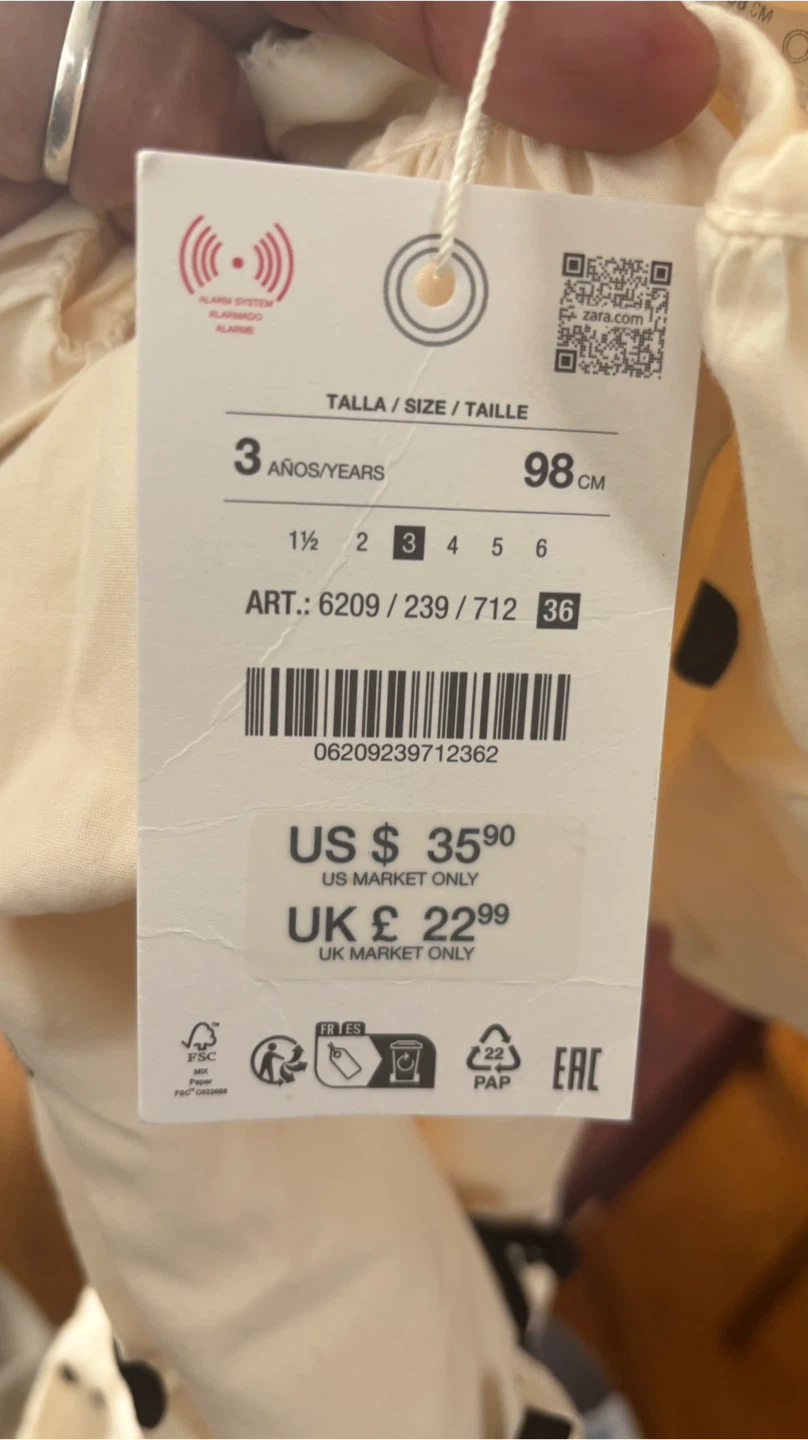 ALARM SYSTEM
ALARMADO
ALARME
zara.com
TALLA / SIZE / TAILLE
3 AÑOS/YEARS 98 CM
1½ 2 3 4 5 6
ART.: 6209 / 239 / 712 36
06209239712362
US $ 35⁹⁰
US MARKET ONLY
UK £ 22⁹⁹
UK MARKET ONLY
FSC™
MIX
Paper
FR ES
22
PAP
EAC